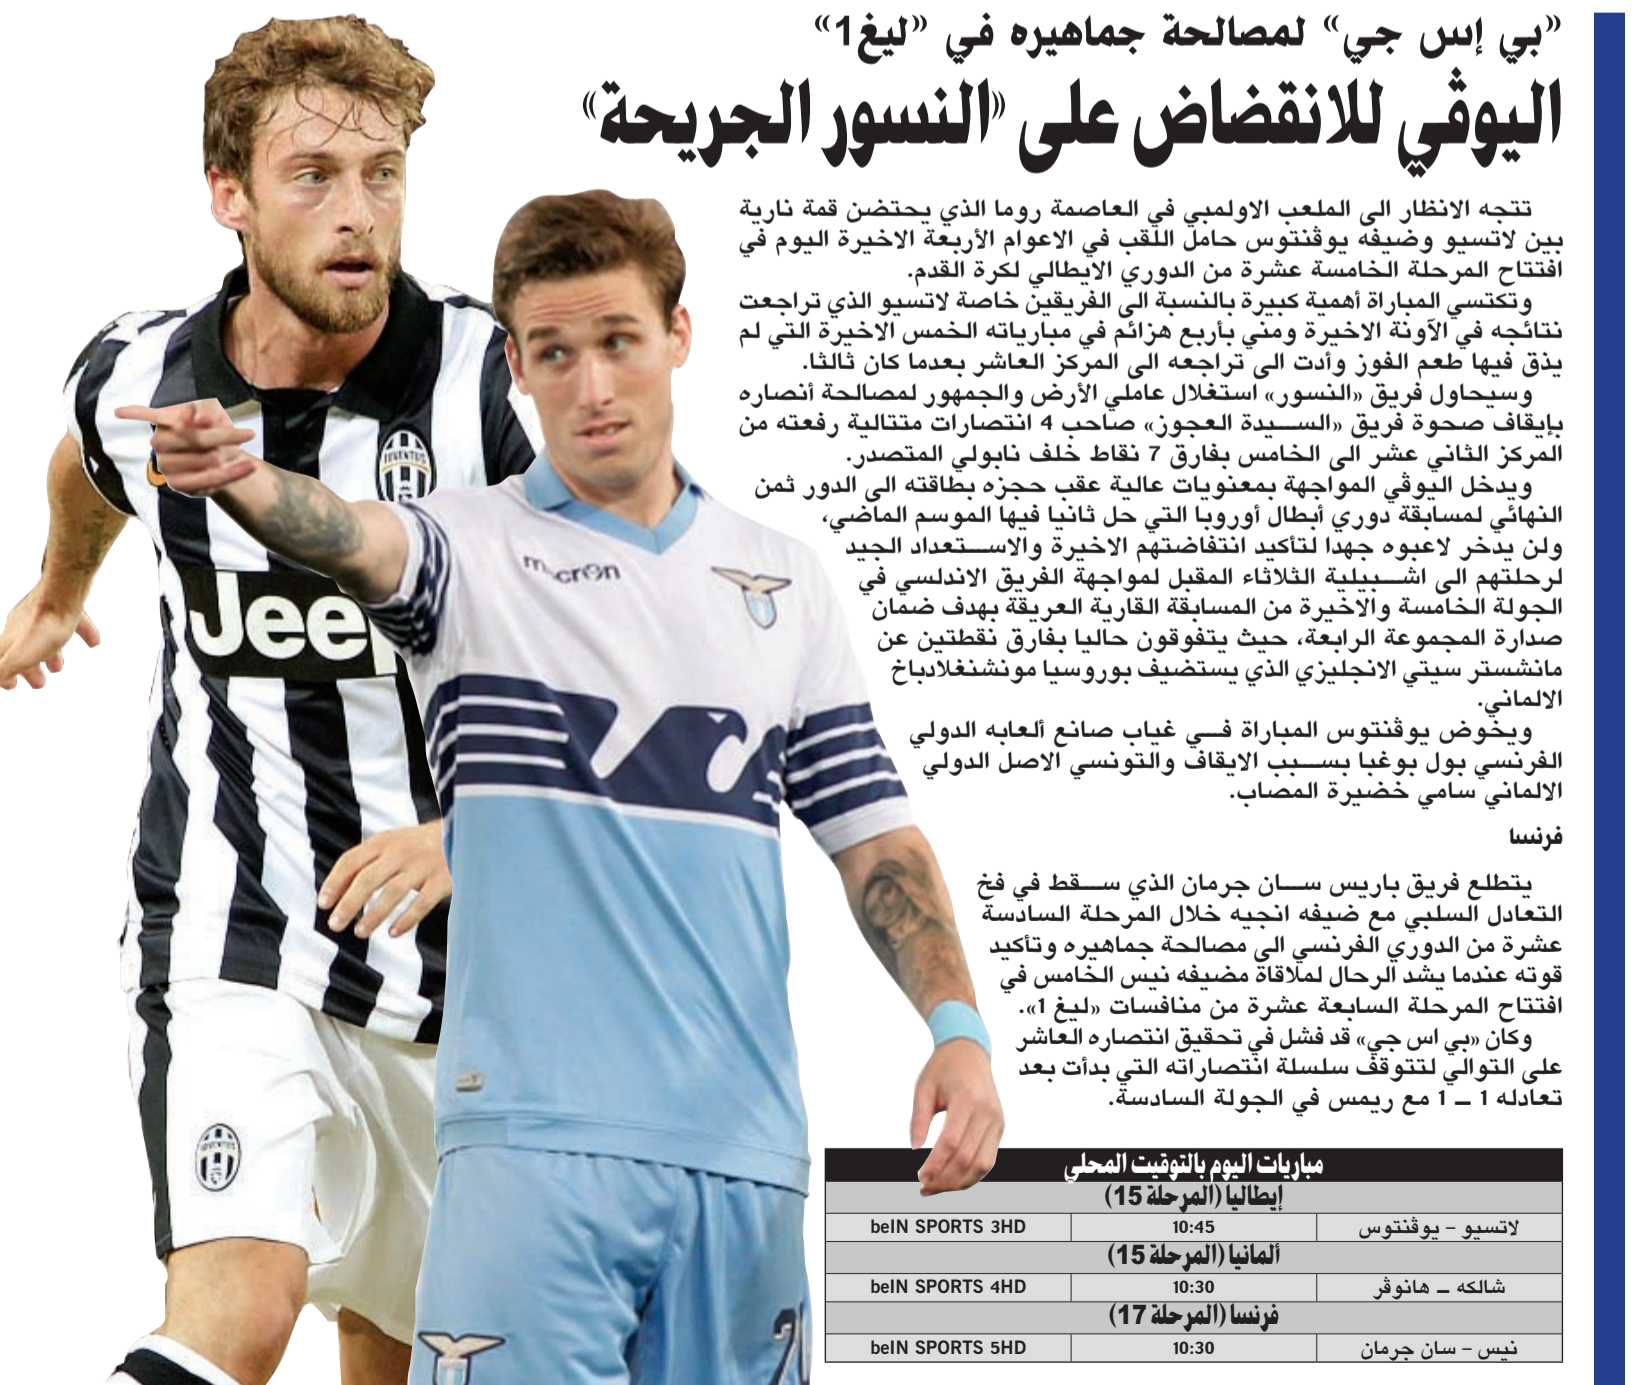 «بي إس جي» لمصالحة جماهيره في «ليغ1»
اليوڤي للانقضاض على «النسور الجريحة»
تتجه الانظار الى الملعب الاولمبي في العاصمة روما الذي يحتضن قمة نارية
بين لاتسيو وضيفه يوڤنتوس حامل اللقب في الاعوام الأربعة الاخيرة اليوم في
افتتاح المرحلة الخامسة عشرة من الدوري الايطالي لكرة القدم.
وتكتسي المباراة أهمية كبيرة بالنسبة الى الفريقين خاصة لاتسيو الذي تراجعت
نتائجه في الآونة الاخيرة ومني بأربع هزائم في مبارياته الخمس الاخيرة التي لم
يذق فيها طعم الفوز وأدت الى تراجعه الى المركز العاشر بعدما كان ثالثا.
وسيحاول فريق «النسور» استغلال عاملي الأرض والجمهور لمصالحة أنصاره
بإيقاف صحوة فريق «السيدة العجوز» صاحب 4 انتصارات متتالية رفعته من
المركز الثاني عشر الى الخامس بفارق 7 نقاط خلف نابولي المتصدر.
ويدخل اليوڤي المواجهة بمعنويات عالية عقب حجزه بطاقته الى الدور ثمن
النهائي لمسابقة دوري أبطال أوروبا التي حل ثانيا فيها الموسم الماضي،
ولن يدخر لاعبوه جهدا لتأكيد انتفاضتهم الاخيرة والاستعداد الجيد
لرحلتهم الى اشبيلية الثلاثاء المقبل لمواجهة الفريق الاندلسي في
الجولة الخامسة والاخيرة من المسابقة القارية العريقة بهدف ضمان
صدارة المجموعة الرابعة، حيث يتفوقون حاليا بفارق نقطتين عن
مانشستر سيتي الانجليزي الذي يستضيف بوروسيا مونشنغلادباخ
الالماني.
ويخوض يوڤنتوس المباراة في غياب صانع ألعابه الدولي
الفرنسي بول بوغبا بسبب الايقاف والتونسي الاصل الدولي
الالماني سامي خضيرة المصاب.
فرنسا
يتطلع فريق باريس سان جرمان الذي سقط في فخ
التعادل السلبي مع ضيفه انجيه خلال المرحلة السادسة
عشرة من الدوري الفرنسي الى مصالحة جماهيره وتأكيد
قوته عندما يشد الرحال لملاقاة مضيفه نيس الخامس في
افتتاح المرحلة السابعة عشرة من منافسات «ليغ 1».
وكان «بي اس جي» قد فشل في تحقيق انتصاره العاشر
على التوالي لتتوقف سلسلة انتصاراته التي بدأت بعد
تعادله 1 ــ 1 مع ريمس في الجولة السادسة.
مباريات اليوم بالتوقيت المحلي
إيطاليا (المرحلة 15)
لاتسيو - يوڤنتوس 10:45 beIN SPORTS 3HD
ألمانيا (المرحلة 15)
شالكه ــ هانوڤر 10:30 beIN SPORTS 4HD
فرنسا (المرحلة 17)
نيس - سان جرمان 10:30 beIN SPORTS 5HD
JUVENTUS
Jeep
macron